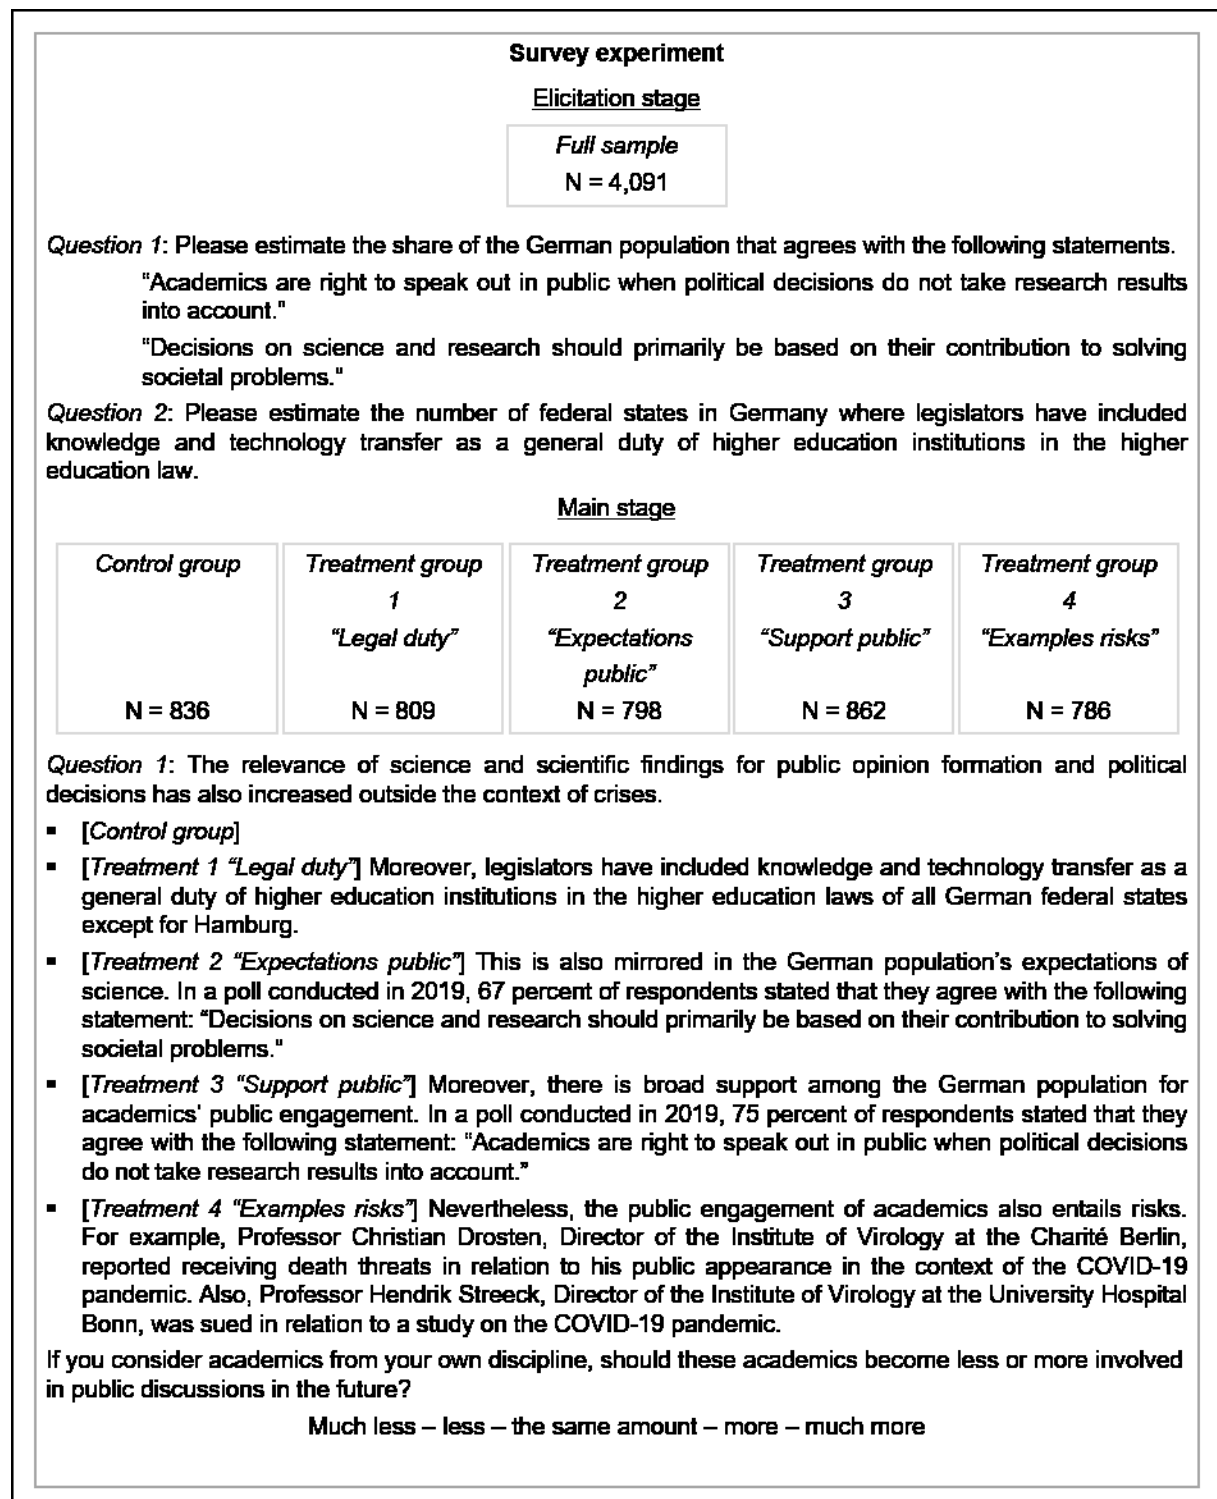 Survey experiment
Elicitation stage
Full sample
N = 4,091
Question 1: Please estimate the share of the German population that agrees with the following statements.
"Academics are right to speak out in public when political decisions do not take research results
into account."
"Decisions on science and research should primarily be based on their contribution to solving
societal problems."
Question 2: Please estimate the number of federal states in Germany where legislators have included
knowledge and technology transfer as a general duty of higher education institutions in the higher
education law.
Main stage
Control group
N = 836
Treatment group
1
"Legal duty"
N = 809
Treatment group
2
"Expectations
public"
N = 798
Treatment group
3
"Support public"
N = 862
Treatment group
4
"Examples risks"
N = 786
Question 1: The relevance of science and scientific findings for public opinion formation and political
decisions has also increased outside the context of crises.
▪ [Control group]
▪ [Treatment 1 “Legal duty”] Moreover, legislators have included knowledge and technology transfer as a
general duty of higher education institutions in the higher education laws of all German federal states
except for Hamburg.
▪ [Treatment 2 “Expectations public”] This is also mirrored in the German population’s expectations of
science. In a poll conducted in 2019, 67 percent of respondents stated that they agree with the following
statement: “Decisions on science and research should primarily be based on their contribution to solving
societal problems."
▪ [Treatment 3 “Support public”] Moreover, there is broad support among the German population for
academics' public engagement. In a poll conducted in 2019, 75 percent of respondents stated that they
agree with the following statement: “Academics are right to speak out in public when political decisions
do not take research results into account.”
▪ [Treatment 4 “Examples risks”] Nevertheless, the public engagement of academics also entails risks.
For example, Professor Christian Drosten, Director of the Institute of Virology at the Charité Berlin,
reported receiving death threats in relation to his public appearance in the context of the COVID-19
pandemic. Also, Professor Hendrik Streeck, Director of the Institute of Virology at the University Hospital
Bonn, was sued in relation to a study on the COVID-19 pandemic.
If you consider academics from your own discipline, should these academics become less or more involved
in public discussions in the future?
Much less – less – the same amount – more – much more